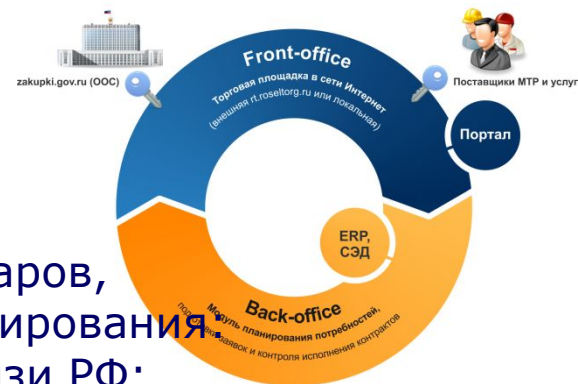 Front-office
Торговая площадка в сети Интернет
(внешняя rt.roseltorg.ru или локальная)
zakupki.gov.ru (ООС)
Поставщики МТР и услуг
Портал
ERP,
СЭД
Back-office
Модуль планирования потребностей,
подготовки заявок и контроля исполнения контрактов
аров,
ирования:
зи РФ;